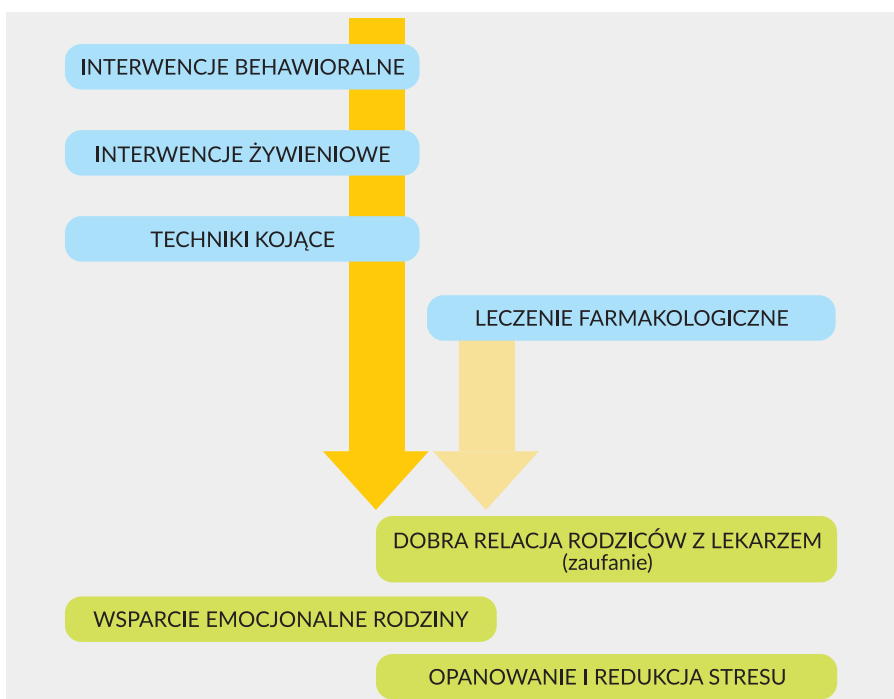 INTERWENCJE BEHAWIORALNE
INTERWENCJE ŻYWIENIOWE
TECHNIKI KOJĄCE
LECZENIE FARMAKOLOGICZNE
DOBRA RELACJA RODZICÓW Z LEKARZEM
(zaufanie)
WSPARCIE EMOCJONALNE RODZINY
OPANOWANIE I REDUKCJA STRESU